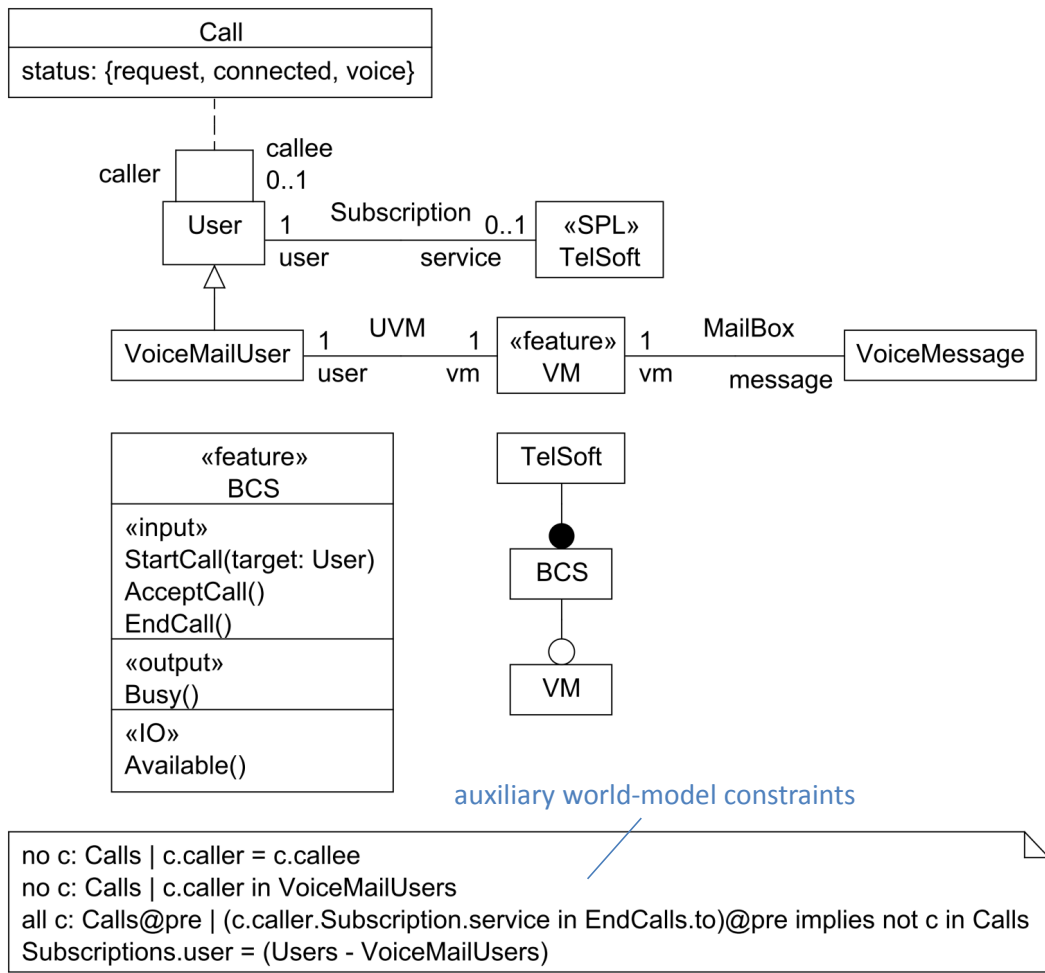 Call
status: {request, connected, voice}
caller
callee
0..1
User
1
Subscription
0..1
user
service
«SPL»
TelSoft
VoiceMailUser
1
UVM
1
user
vm
«feature»
VM
1
MailBox
vm
message
VoiceMessage
«feature»
BCS
«input»
StartCall(target: User)
AcceptCall()
EndCall()
«output»
Busy()
«IO»
Available()
TelSoft
BCS
VM
auxiliary world-model constraints
no c: Calls | c.caller = c.callee
no c: Calls | c.caller in VoiceMailUsers
all c: Calls@pre | (c.caller.Subscription.service in EndCalls.to)@pre implies not c in Calls
Subscriptions.user = (Users - VoiceMailUsers)